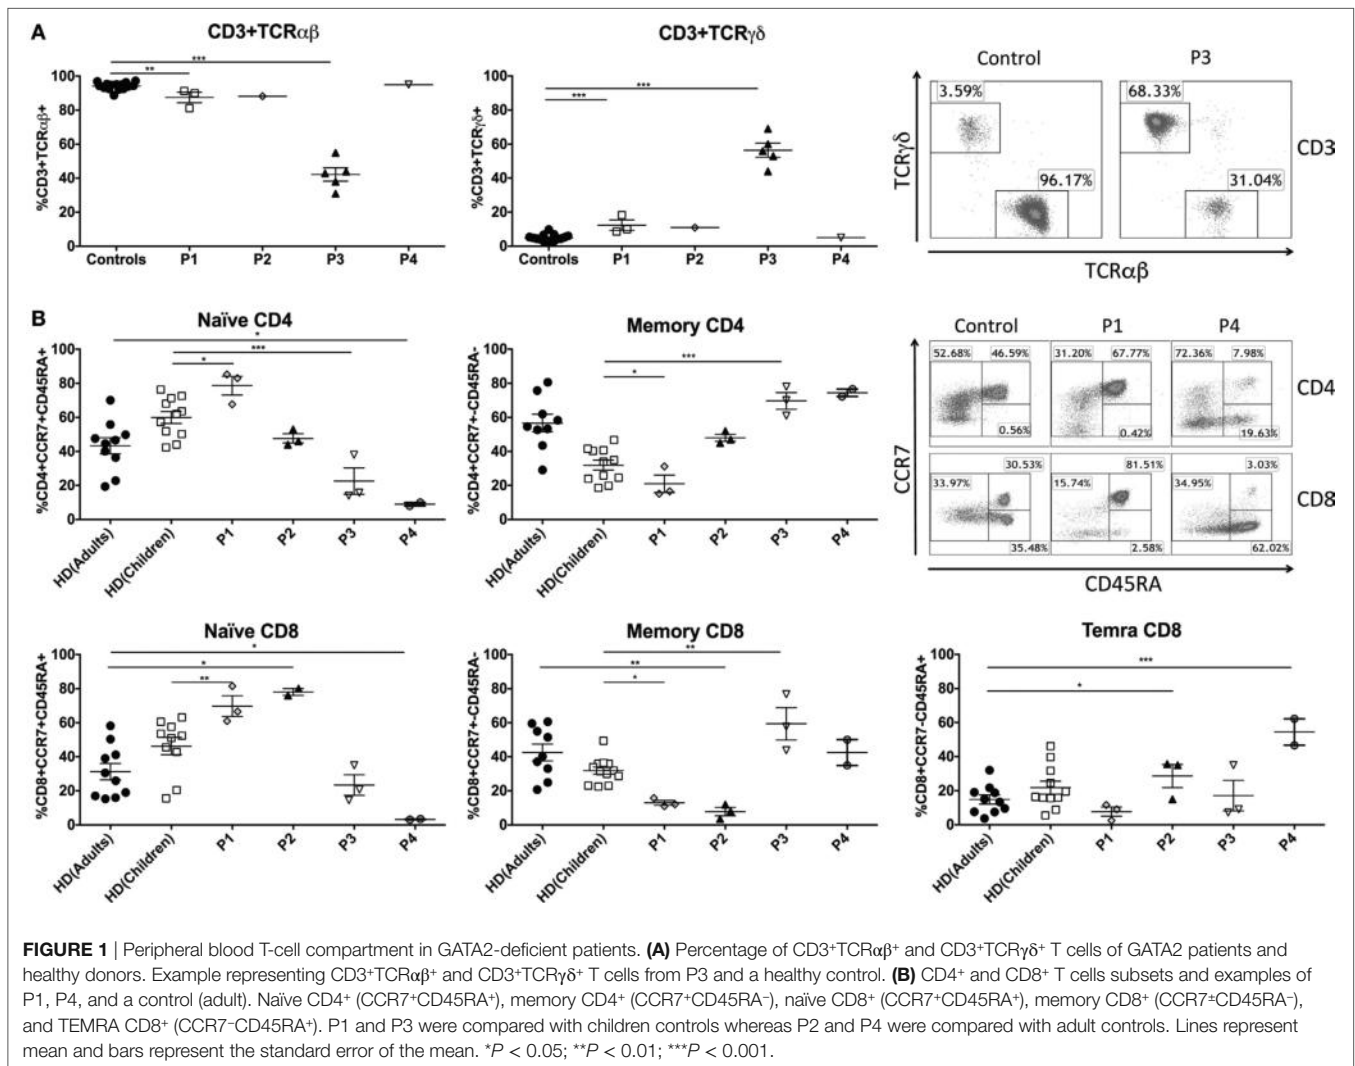 A
CD3+TCRαβ
CD3+TCRγδ
%CD3+TCRαβ+
100
80
60
40
20
0
***
**
Controls P1 P2 P3 P4
%CD3+TCRγδ+
100
80
60
40
20
0
***
***
Controls P1 P2 P3 P4
Control P3
3.59%
96.17%
68.33%
31.04%
CD3
TCRγδ
TCRαβ
B
Naïve CD4
%CD4+CCR7+CD45RA+
100
80
60
40
20
0
*
***
*
HD(Adults) HD(Children) P1 P2 P3 P4
Memory CD4
%CD4+CCR7+-CD45RA-
100
80
60
40
20
0
***
*
HD(Adults) HD(Children) P1 P2 P3 P4
Control P1 P4
52.68% 46.59% 31.20% 67.77% 72.36% 7.98%
CD4
0.56% 0.42% 19.63%
30.53% 81.51% 3.03%
33.97% 15.74% 34.95%
CD8
35.48% 2.58% 62.02%
CCR7
CD45RA
Naïve CD8
%CD8+CCR7+CD45RA+
100
80
60
40
20
0
*
*
**
HD(Adults) HD(Children) P1 P2 P3 P4
Memory CD8
%CD8+CCR7+-CD45RA-
100
80
60
40
20
0
**
**
*
HD(Adults) HD(Children) P1 P2 P3 P4
Temra CD8
%CD8+CCR7-CD45RA+
100
80
60
40
20
0
***
*
HD(Adults) HD(Children) P1 P2 P3 P4
FIGURE 1 | Peripheral blood T-cell compartment in GATA2-deficient patients. (A) Percentage of CD3⁺TCRαβ⁺ and CD3⁺TCRγδ⁺ T cells of GATA2 patients and
healthy donors. Example representing CD3⁺TCRαβ⁺ and CD3⁺TCRγδ⁺ T cells from P3 and a healthy control. (B) CD4⁺ and CD8⁺ T cells subsets and examples of
P1, P4, and a control (adult). Naïve CD4⁺ (CCR7⁺CD45RA⁺), memory CD4⁺ (CCR7⁺CD45RA⁻), naïve CD8⁺ (CCR7⁺CD45RA⁺), memory CD8⁺ (CCR7±CD45RA⁻),
and TEMRA CD8⁺ (CCR7⁻CD45RA⁺). P1 and P3 were compared with children controls whereas P2 and P4 were compared with adult controls. Lines represent
mean and bars represent the standard error of the mean. *P < 0.05; **P < 0.01; ***P < 0.001.